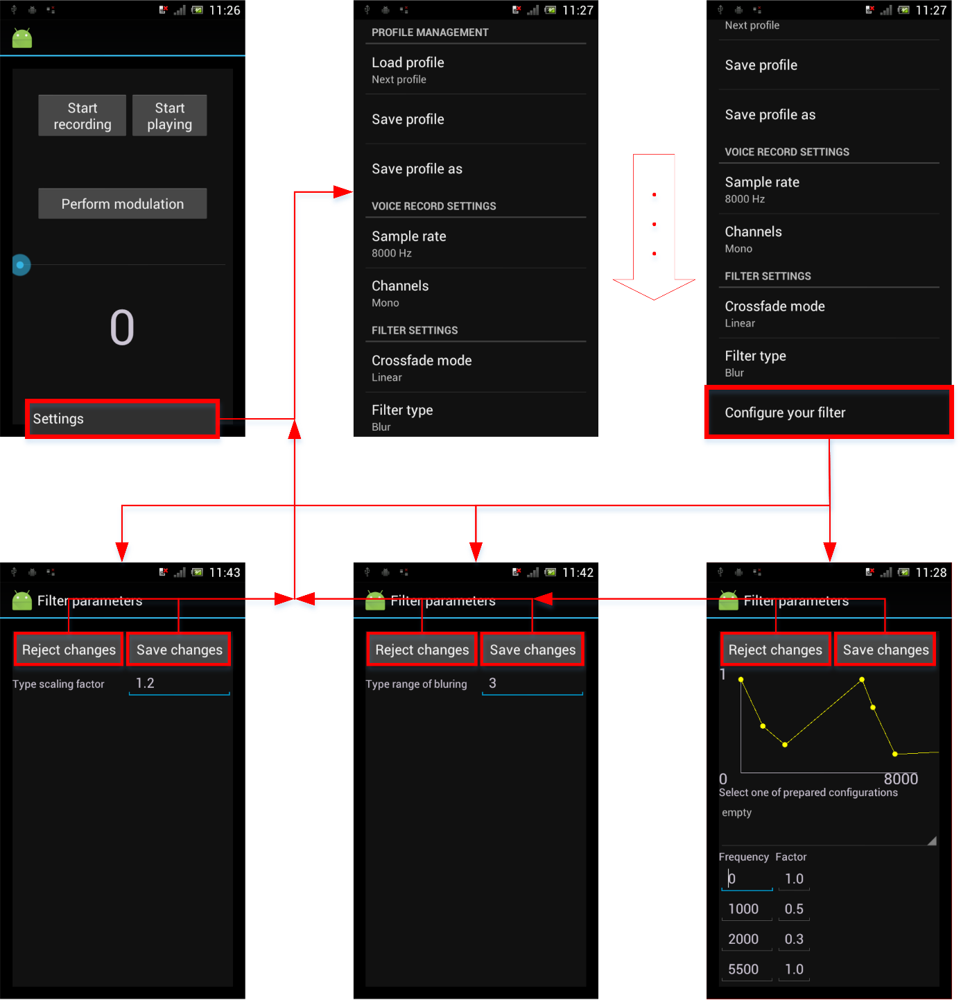 11:26
Start
recording
Start
playing
Perform modulation
0
Settings
11:27
PROFILE MANAGEMENT
Load profile
Next profile
Save profile
Save profile as
VOICE RECORD SETTINGS
Sample rate
8000 Hz
Channels
Mono
FILTER SETTINGS
Crossfade mode
Linear
Filter type
Blur
11:27
Next profile
Save profile
Save profile as
VOICE RECORD SETTINGS
Sample rate
8000 Hz
Channels
Mono
FILTER SETTINGS
Crossfade mode
Linear
Filter type
Blur
Configure your filter
11:43
Filter parameters
Reject changes
Save changes
Type scaling factor 1.2
11:42
Filter parameters
Reject changes
Save changes
Type range of bluring 3
11:28
Filter parameters
Reject changes
Save changes
1
0 8000
Select one of prepared configurations
empty
Frequency Factor
0 1.0
1000 0.5
2000 0.3
5500 1.0